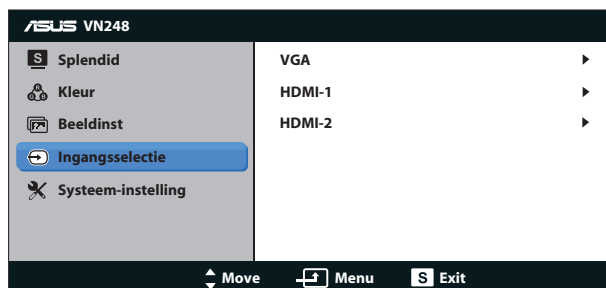 ASUS VN248
S Splendid
Kleur
Beeldinst
Ingangsselectie
Systeem-instelling
VGA
HDMI-1
HDMI-2
Move Menu S Exit